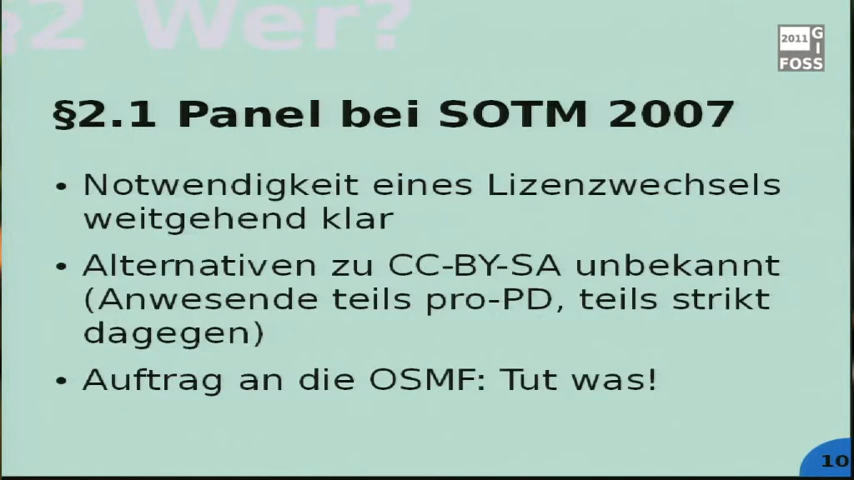 §2 Wer?
2011 G
I
FOSS
§2.1 Panel bei SOTM 2007
• Notwendigkeit eines Lizenzwechsels
weitgehend klar
• Alternativen zu CC-BY-SA unbekannt
(Anwesende teils pro-PD, teils strikt
dagegen)
• Auftrag an die OSMF: Tut was!
10